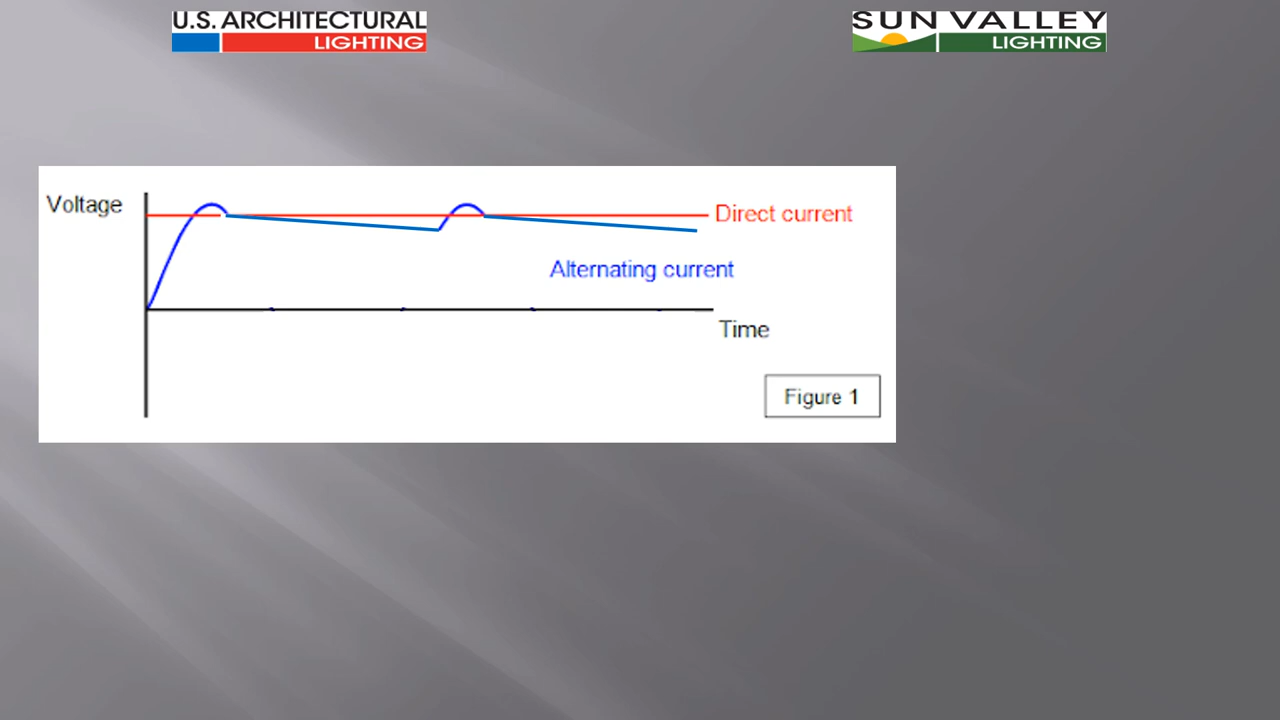 U.S. ARCHITECTURAL
LIGHTING
SUN VALLEY
LIGHTING
Voltage
Direct current
Alternating current
Time
Figure 1